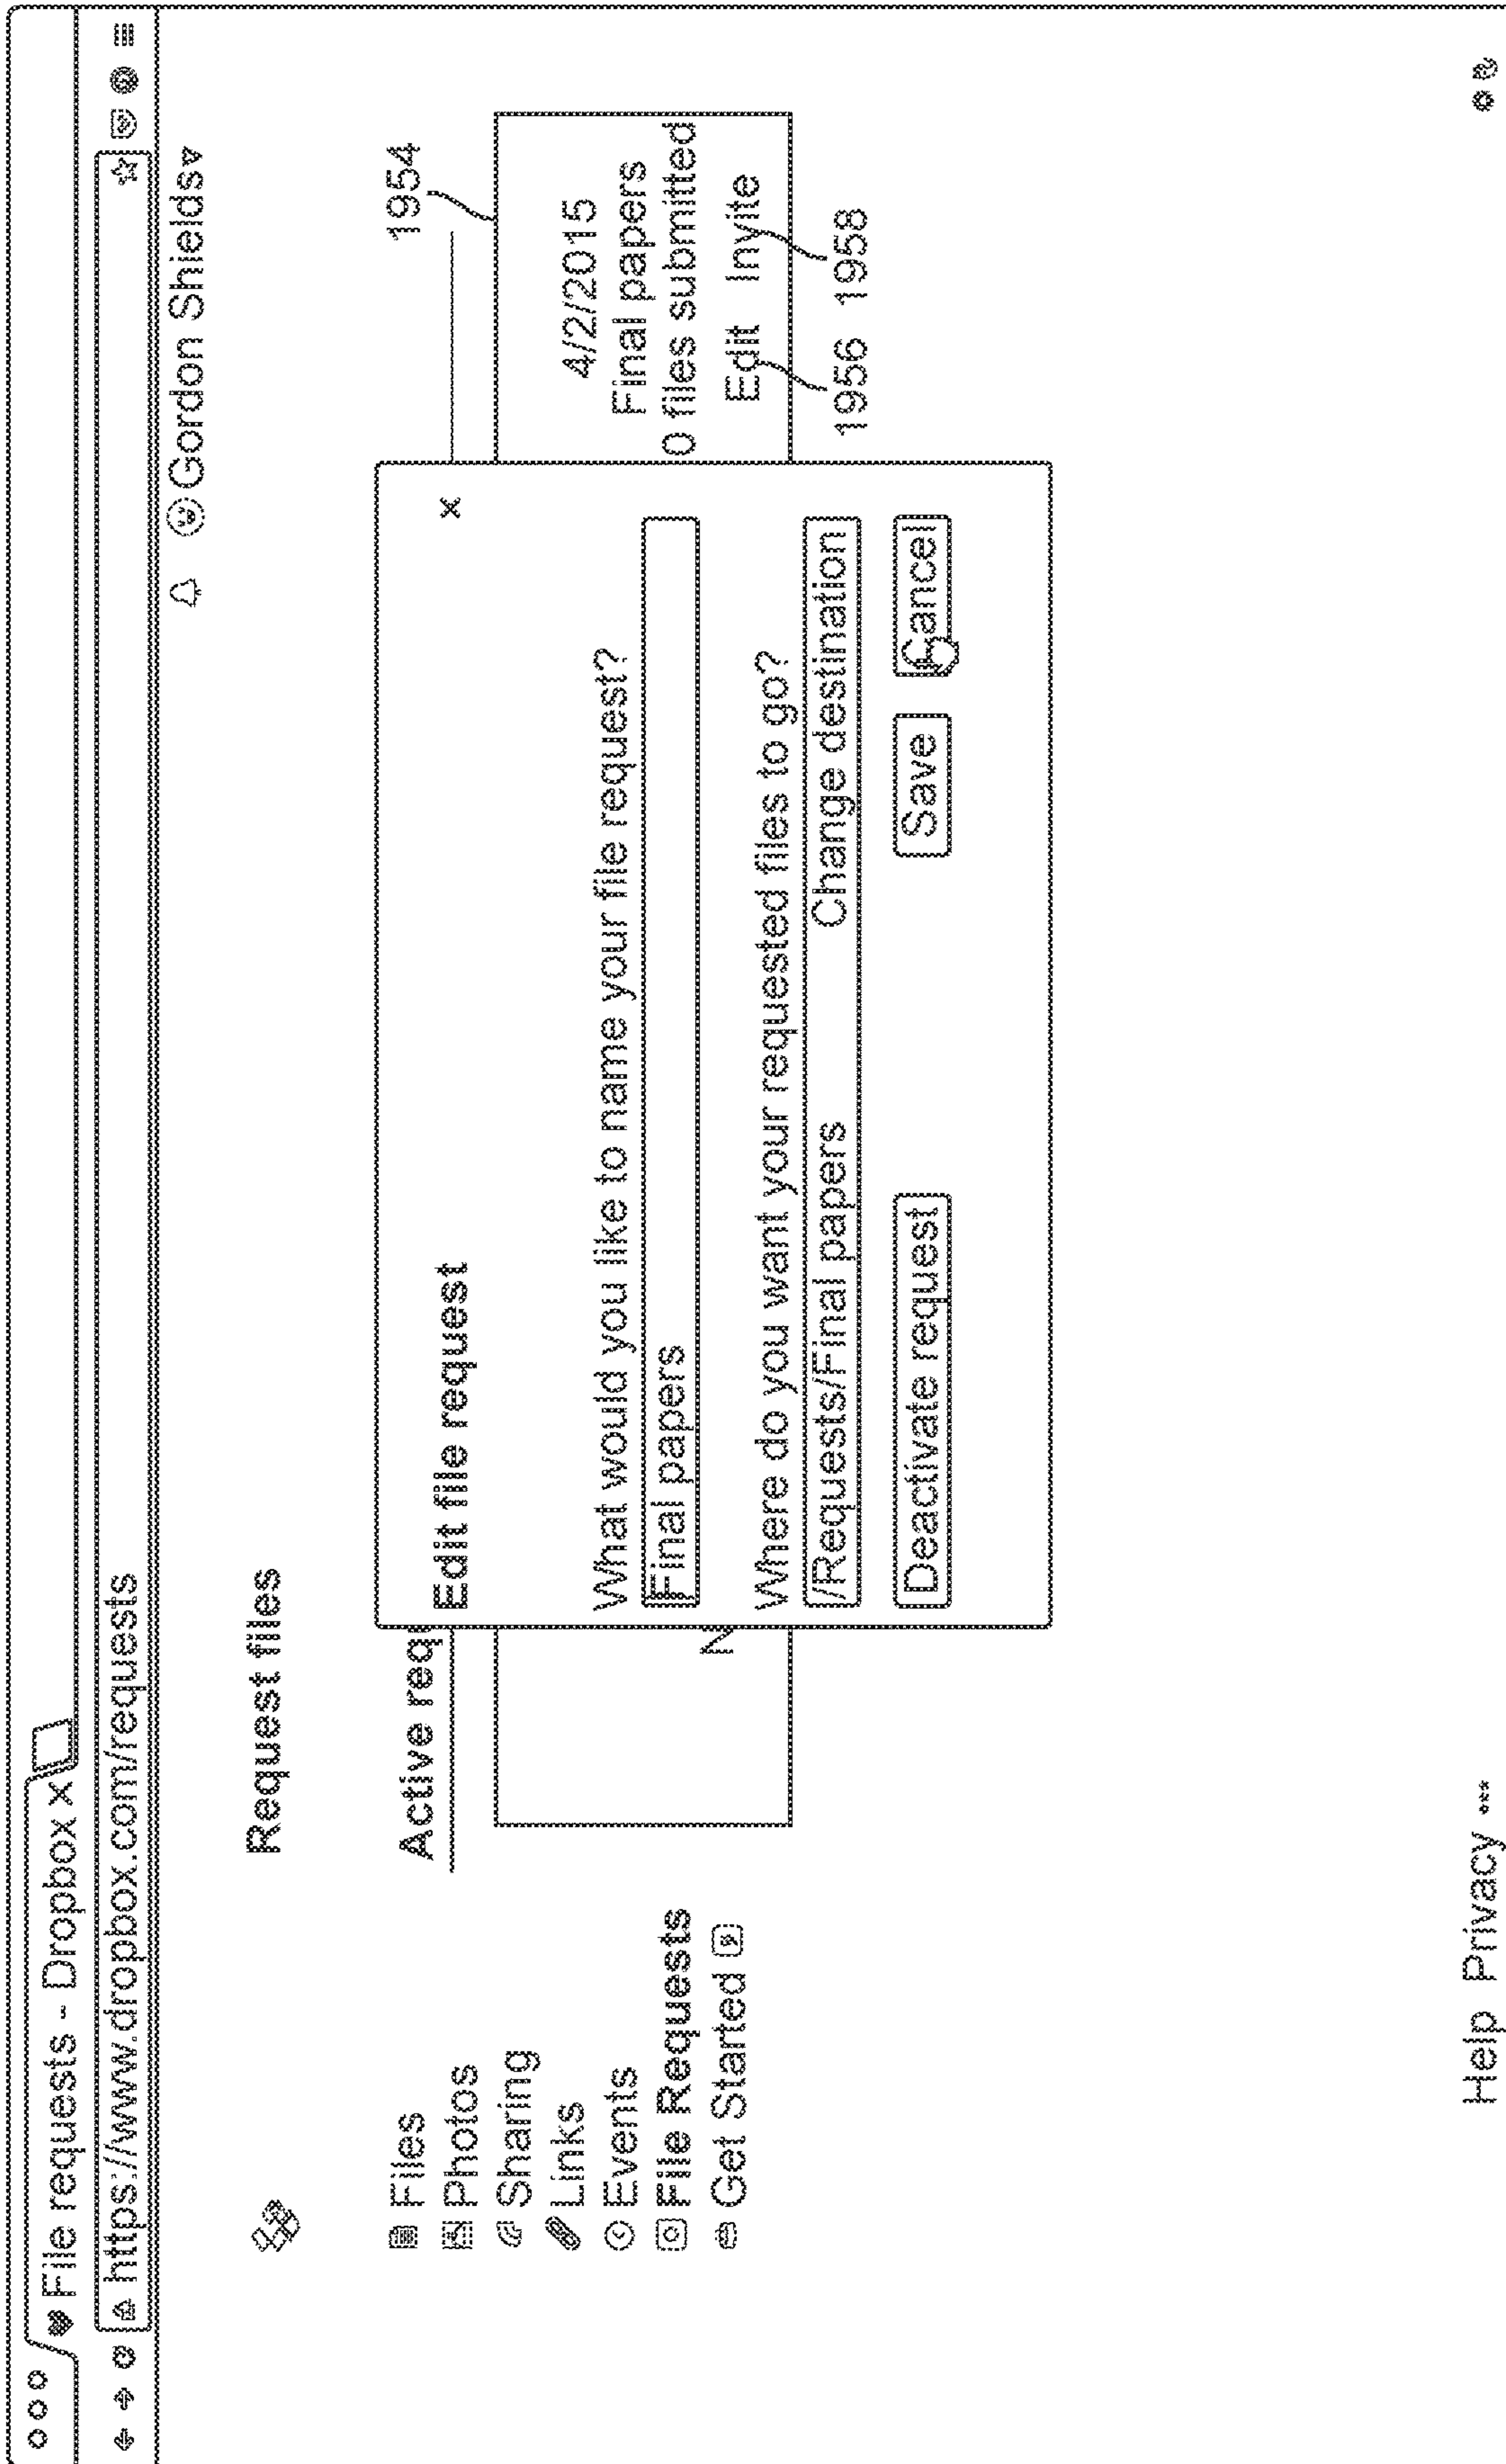 File requests - Dropbox x
https://www.dropbox.com/requests
Gordon Shields
Request files
Files
Photos
Sharing
Links
Events
File Requests
Get Started
Active requ
1954
N
4/2/2015
Final papers
0 files submitted
Edit Invite
1956 1958
Edit file request x
What would you like to name your file request?
Final papers
Where do you want your requested files to go?
/Requests/Final papers Change destination
Deactivate request Save Cancel
Help Privacy •••